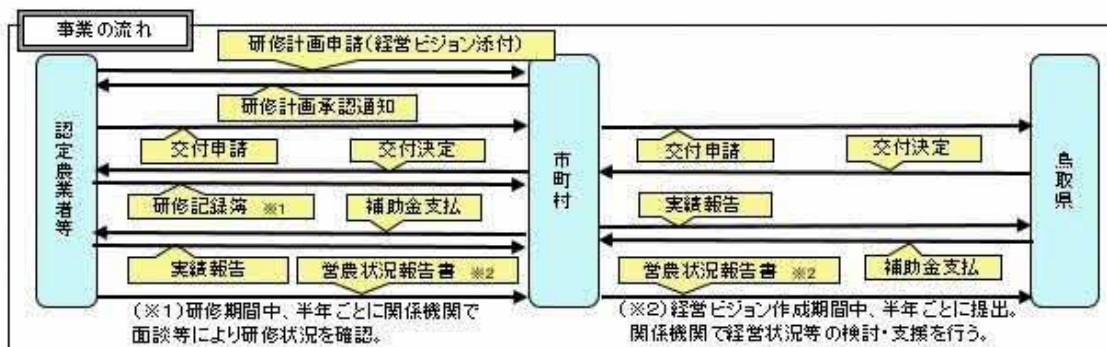 事業の流れ
研修計画申請(経営ビジョン添付)
研修計画承認通知
認定農業者等
市町村
鳥取県
交付申請
交付決定
交付申請
交付決定
研修記録簿 ※1
補助金支払
実績報告
実績報告
営農状況報告書 ※2
営農状況報告書 ※2
補助金支払
(※1)研修期間中、半年ごとに関係機関で
面談等により研修状況を確認。
(※2)経営ビジョン作成期間中、半年ごとに提出。
関係機関で経営状況等の検討・支援を行う。